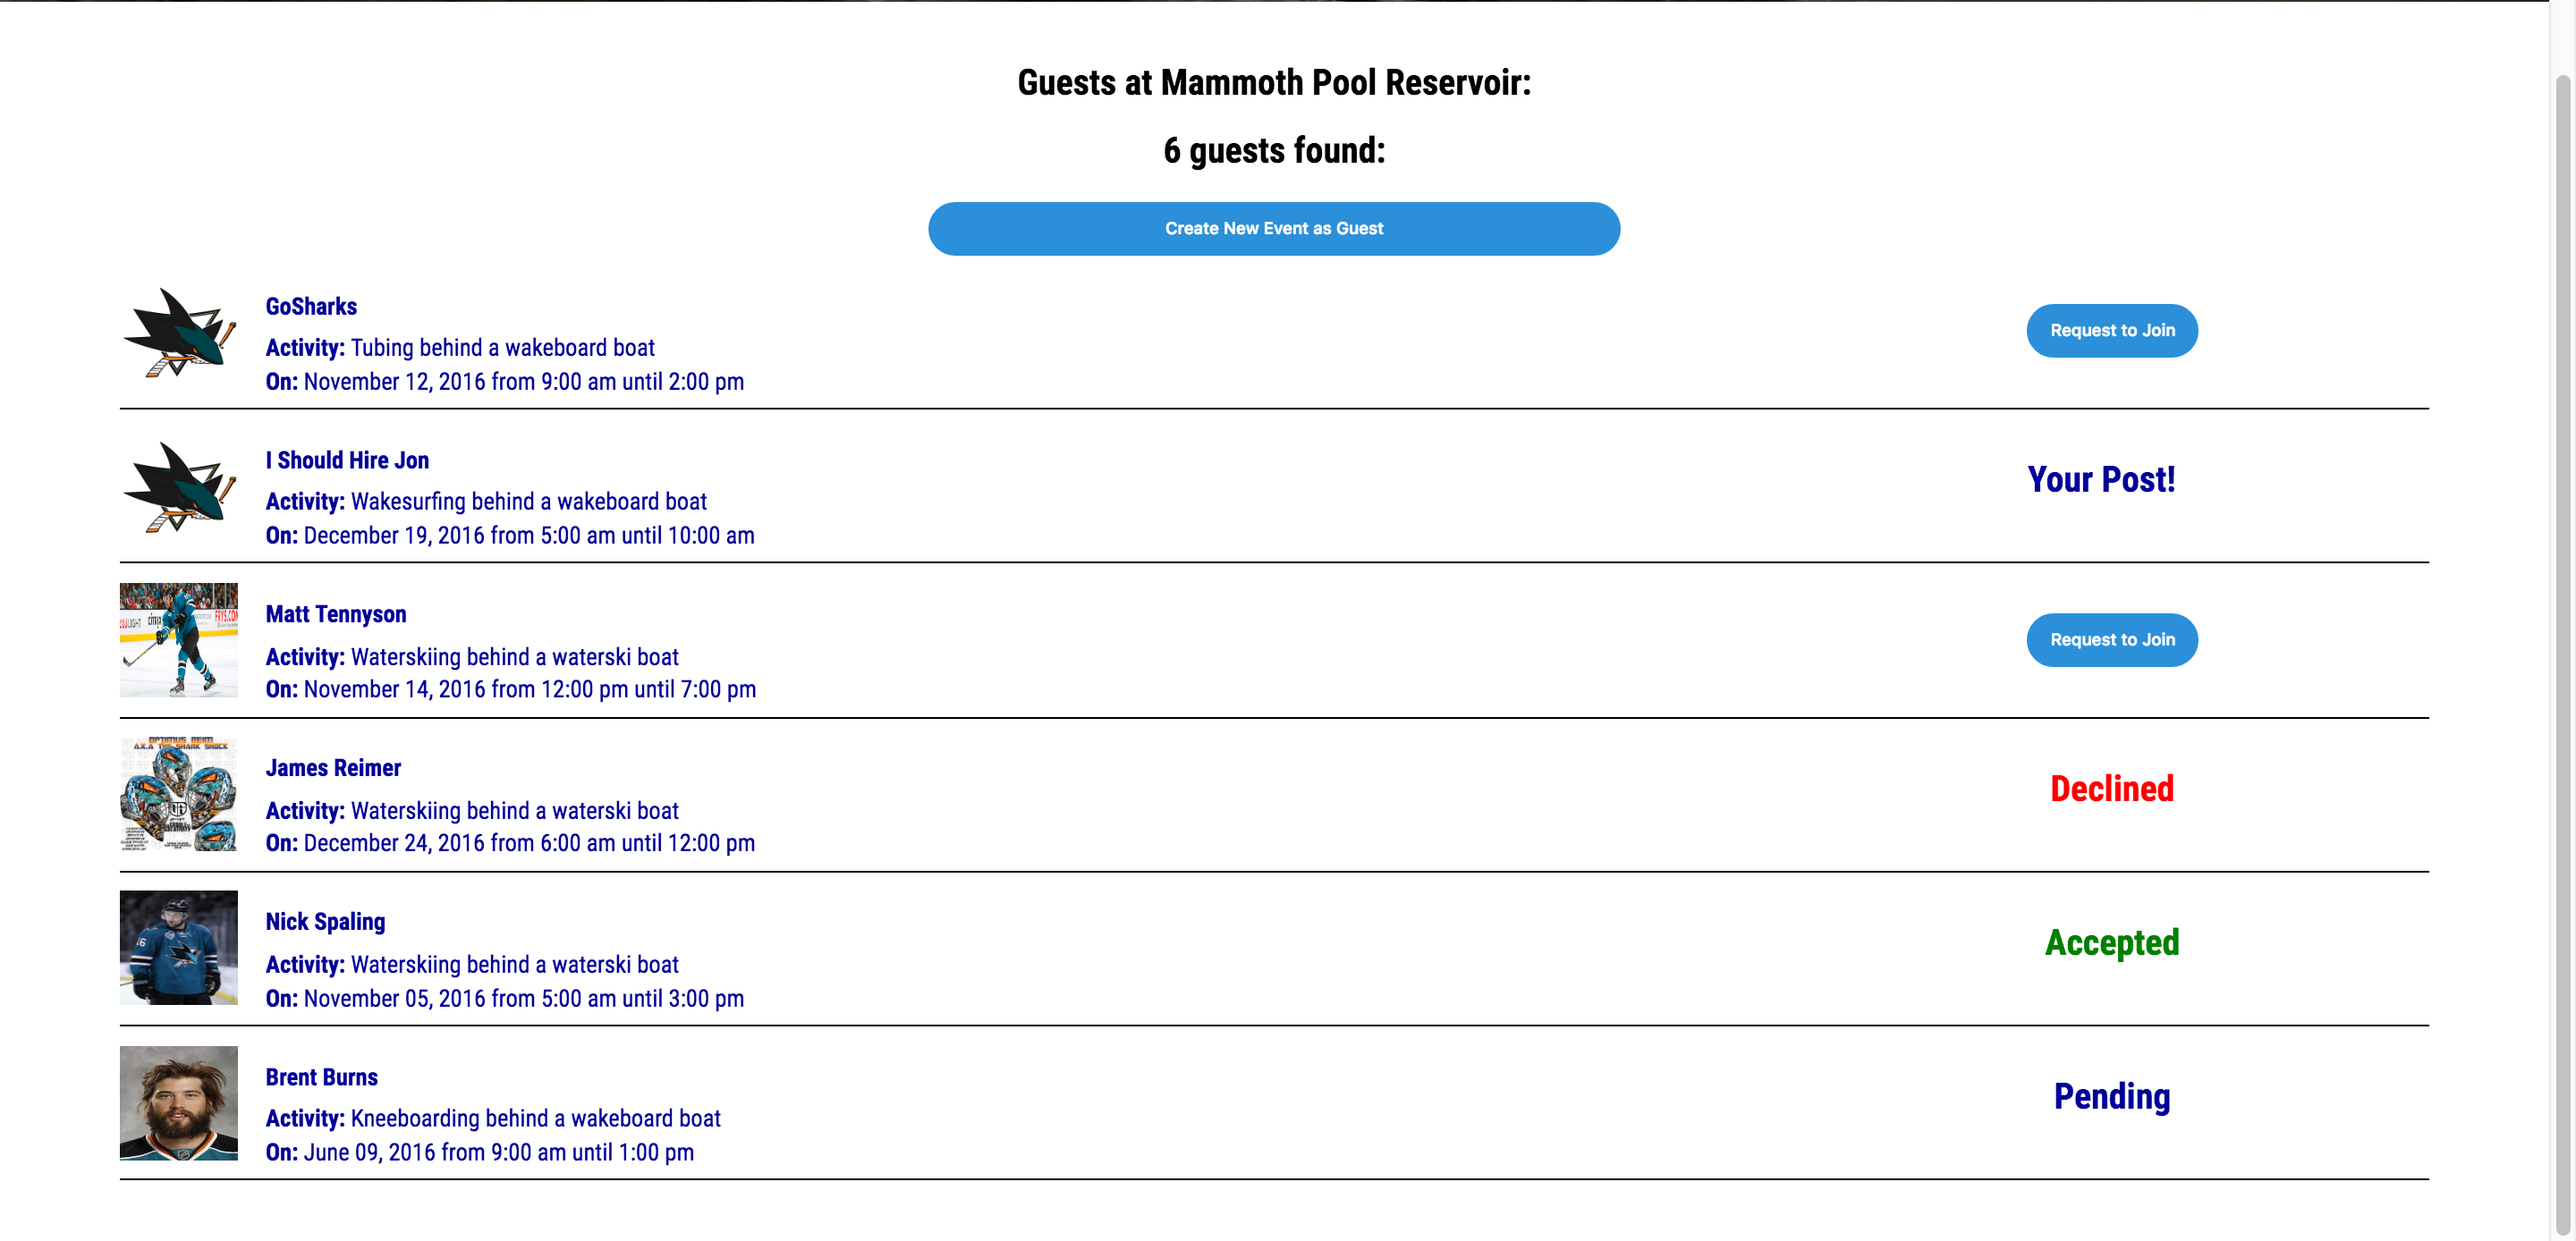 Guests at Mammoth Pool Reservoir:
6 guests found:
Create New Event as Guest
GoSharks
Activity: Tubing behind a wakeboard boat
On: November 12, 2016 from 9:00 am until 2:00 pm
Request to Join
I Should Hire Jon
Activity: Wakesurfing behind a wakeboard boat
On: December 19, 2016 from 5:00 am until 10:00 am
Your Post!
Matt Tennyson
Activity: Waterskiing behind a waterski boat
On: November 14, 2016 from 12:00 pm until 7:00 pm
Request to Join
OPTIMUS REIM
A.K.A THE SHARK SHOCK
James Reimer
Activity: Waterskiing behind a waterski boat
On: December 24, 2016 from 6:00 am until 12:00 pm
Declined
Nick Spaling
Activity: Waterskiing behind a waterski boat
On: November 05, 2016 from 5:00 am until 3:00 pm
Accepted
Brent Burns
Activity: Kneeboarding behind a wakeboard boat
On: June 09, 2016 from 9:00 am until 1:00 pm
Pending